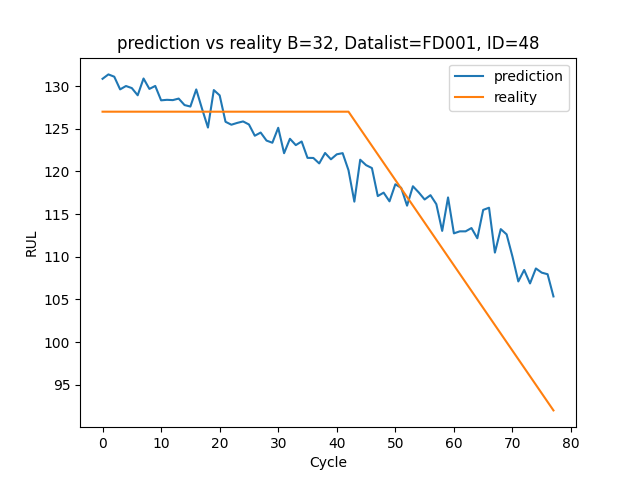 prediction vs reality B=32, Datalist=FD001, ID=48
prediction
reality
RUL
130
125
120
115
110
105
100
95
0 10 20 30 40 50 60 70 80
Cycle